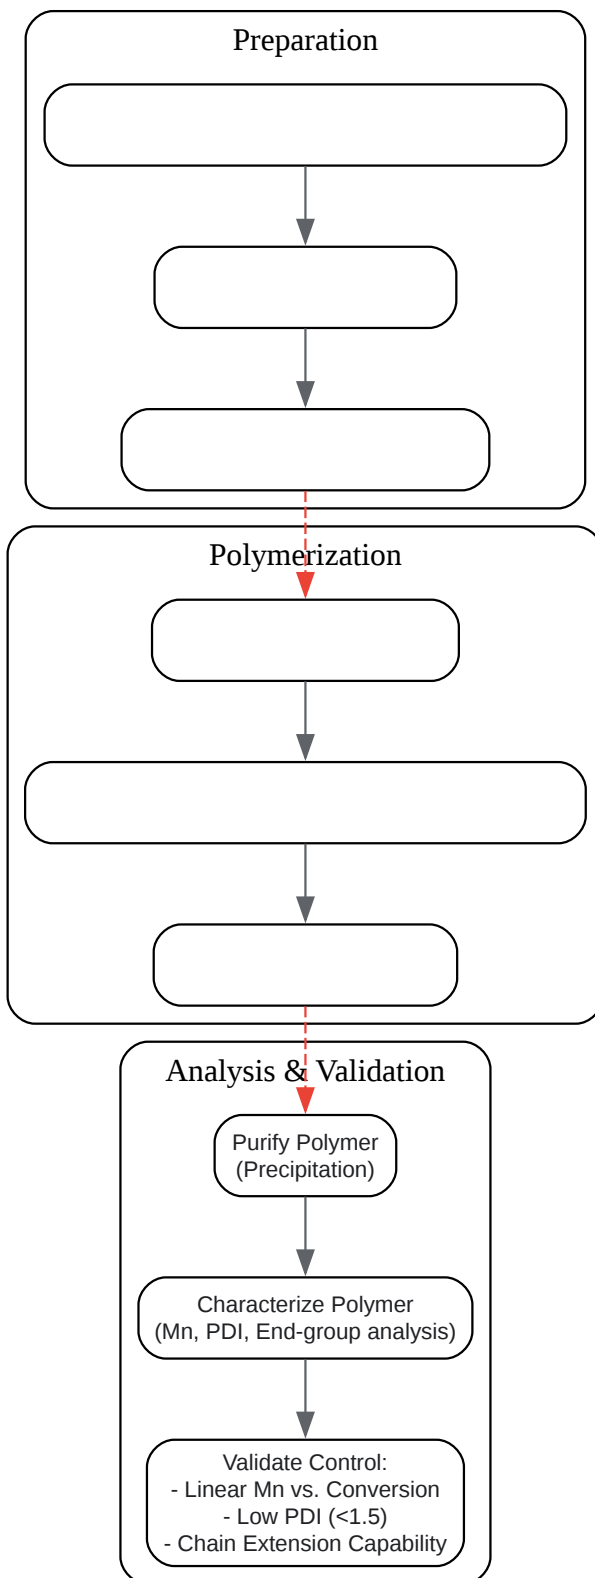 Preparation
Polymerization
Analysis & Validation
Purify Polymer
(Precipitation)
Characterize Polymer
(Mn, PDI, End-group analysis)
Validate Control:
- Linear Mn vs. Conversion
- Low PDI (<1.5)
- Chain Extension Capability